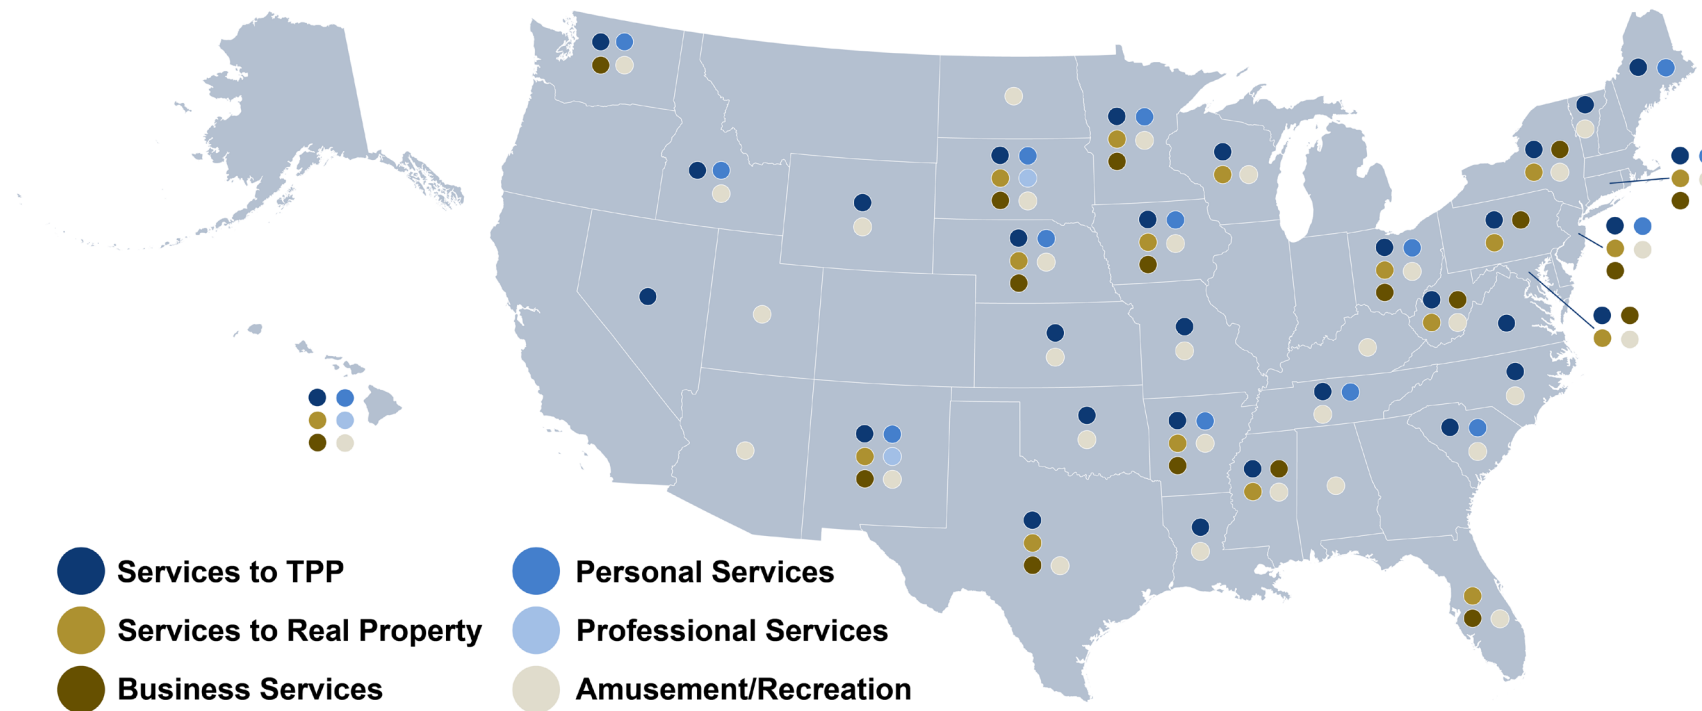 Services to TPP
Personal Services
Services to Real Property
Professional Services
Business Services
Amusement/Recreation